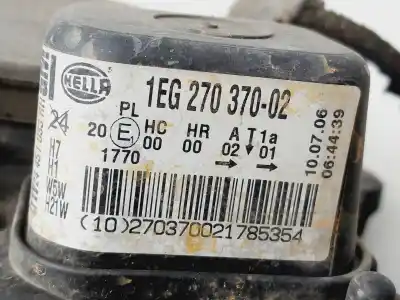 HELLA
1EG 270 370-02
24
PL
20 E HC HR A T1a
1770 00 00 02 01
H7
H1
W5W
H21W
10.07.06
06:44:39
(10)270370021785354